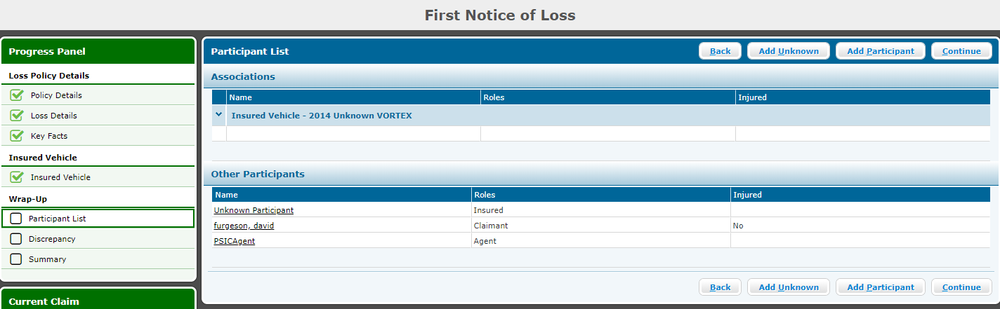 First Notice of Loss
Progress Panel
Loss Policy Details
Policy Details
Loss Details
Key Facts
Insured Vehicle
Insured Vehicle
Wrap-Up
Participant List
Discrepancy
Summary
Current Claim
Participant List Back Add Unknown Add Participant Continue
Associations
Name Roles Injured
Insured Vehicle - 2014 Unknown VORTEX
Other Participants
Name Roles Injured
Unknown Participant Insured
furgeson, david Claimant No
PSICAgent Agent
Back Add Unknown Add Participant Continue